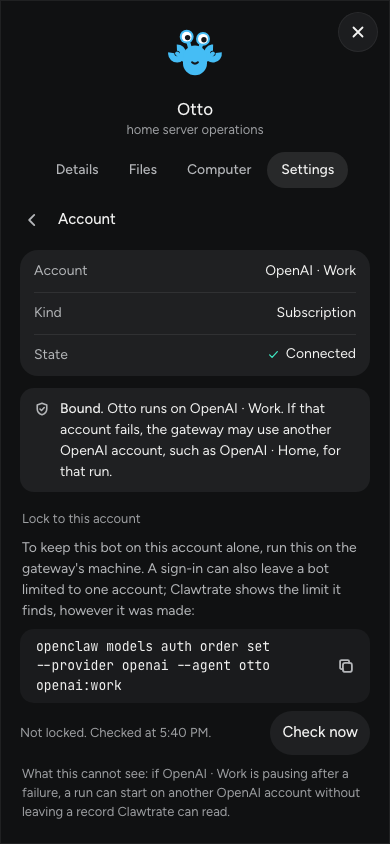 Otto
home server operations
Details Files Computer Settings
Account
Account OpenAI · Work
Kind Subscription
State Connected
Bound. Otto runs on OpenAI · Work. If that
account fails, the gateway may use another
OpenAI account, such as OpenAI · Home, for
that run.
Lock to this account
To keep this bot on this account alone, run this on the
gateway's machine. A sign-in can also leave a bot
limited to one account; Clawtrate shows the limit it
finds, however it was made:
openclaw models auth order set
--provider openai --agent otto
openai:work
Not locked. Checked at 5:40 PM. Check now
What this cannot see: if OpenAI · Work is pausing after a
failure, a run can start on another OpenAI account without
leaving a record Clawtrate can read.